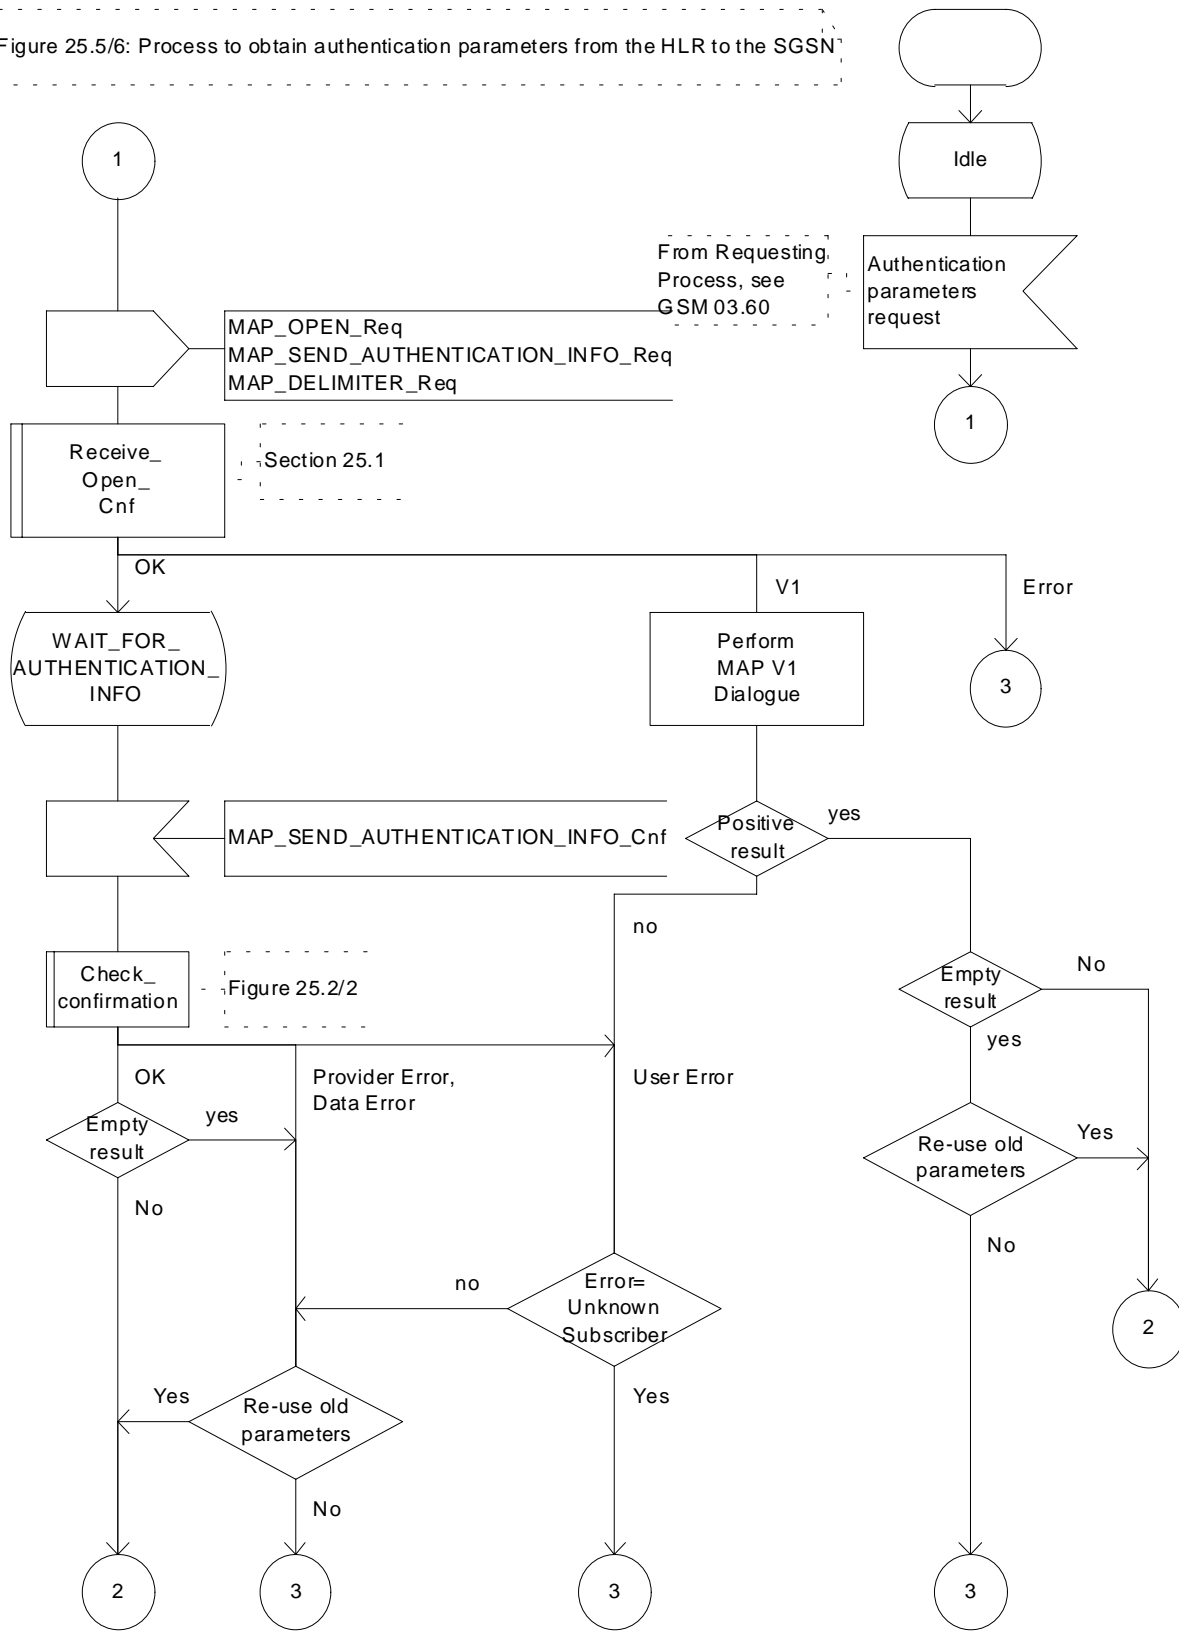 Figure 25.5/6: Process to obtain authentication parameters from the HLR to the SGSN
1
Idle
From Requesting
Process, see
GSM 03.60
Authentication
parameters
request
MAP_OPEN_Req
MAP_SEND_AUTHENTICATION_INFO_Req
MAP_DELIMITER_Req
1
Receive_
Open_
Cnf
Section 25.1
OK
V1
Error
WAIT_FOR_
AUTHENTICATION_
INFO
Perform
MAP V1
Dialogue
3
MAP_SEND_AUTHENTICATION_INFO_Cnf
Positive
result
yes
no
Check_
confirmation
Figure 25.2/2
Empty
result
No
yes
OK
Provider Error,
Data Error
User Error
Empty
result
yes
Re-use old
parameters
Yes
No
No
Error=
Unknown
Subscriber
no
2
Yes
Re-use old
parameters
Yes
No
2
3
3
3